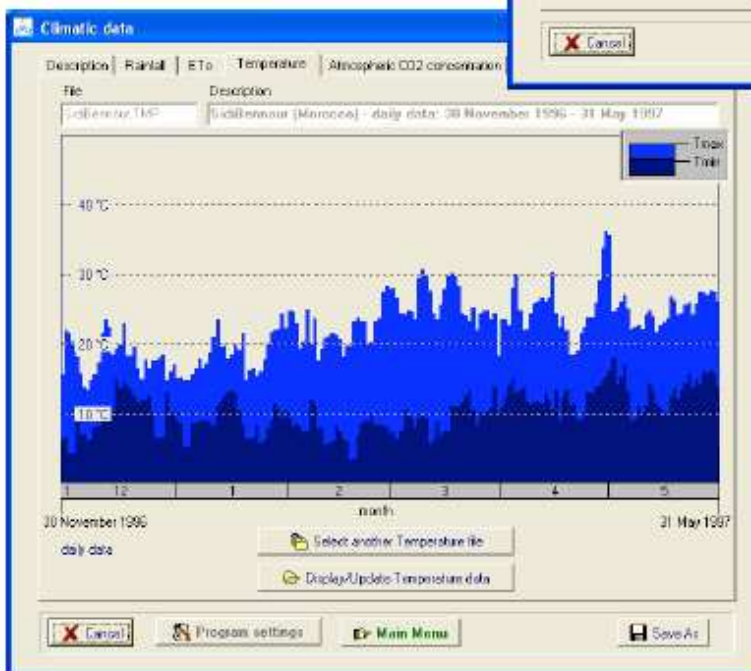 Cancel
Climatic data
Description Rainfall ETo Temperature Atmospheric CO2 concentration
File Description
SidiBennour.TMP SidiBennour (Morocco) - daily data: 30 November 1996 - 31 May 1997
Tmax
Tmin
40 °C
30 °C
20 °C
10 °C
1 12 1 2 3 4 5
month
30 November 1996 31 May 1997
daily data
Select another Temperature file
Display/Update Temperature data
Cancel Program settings Main Menu Save As